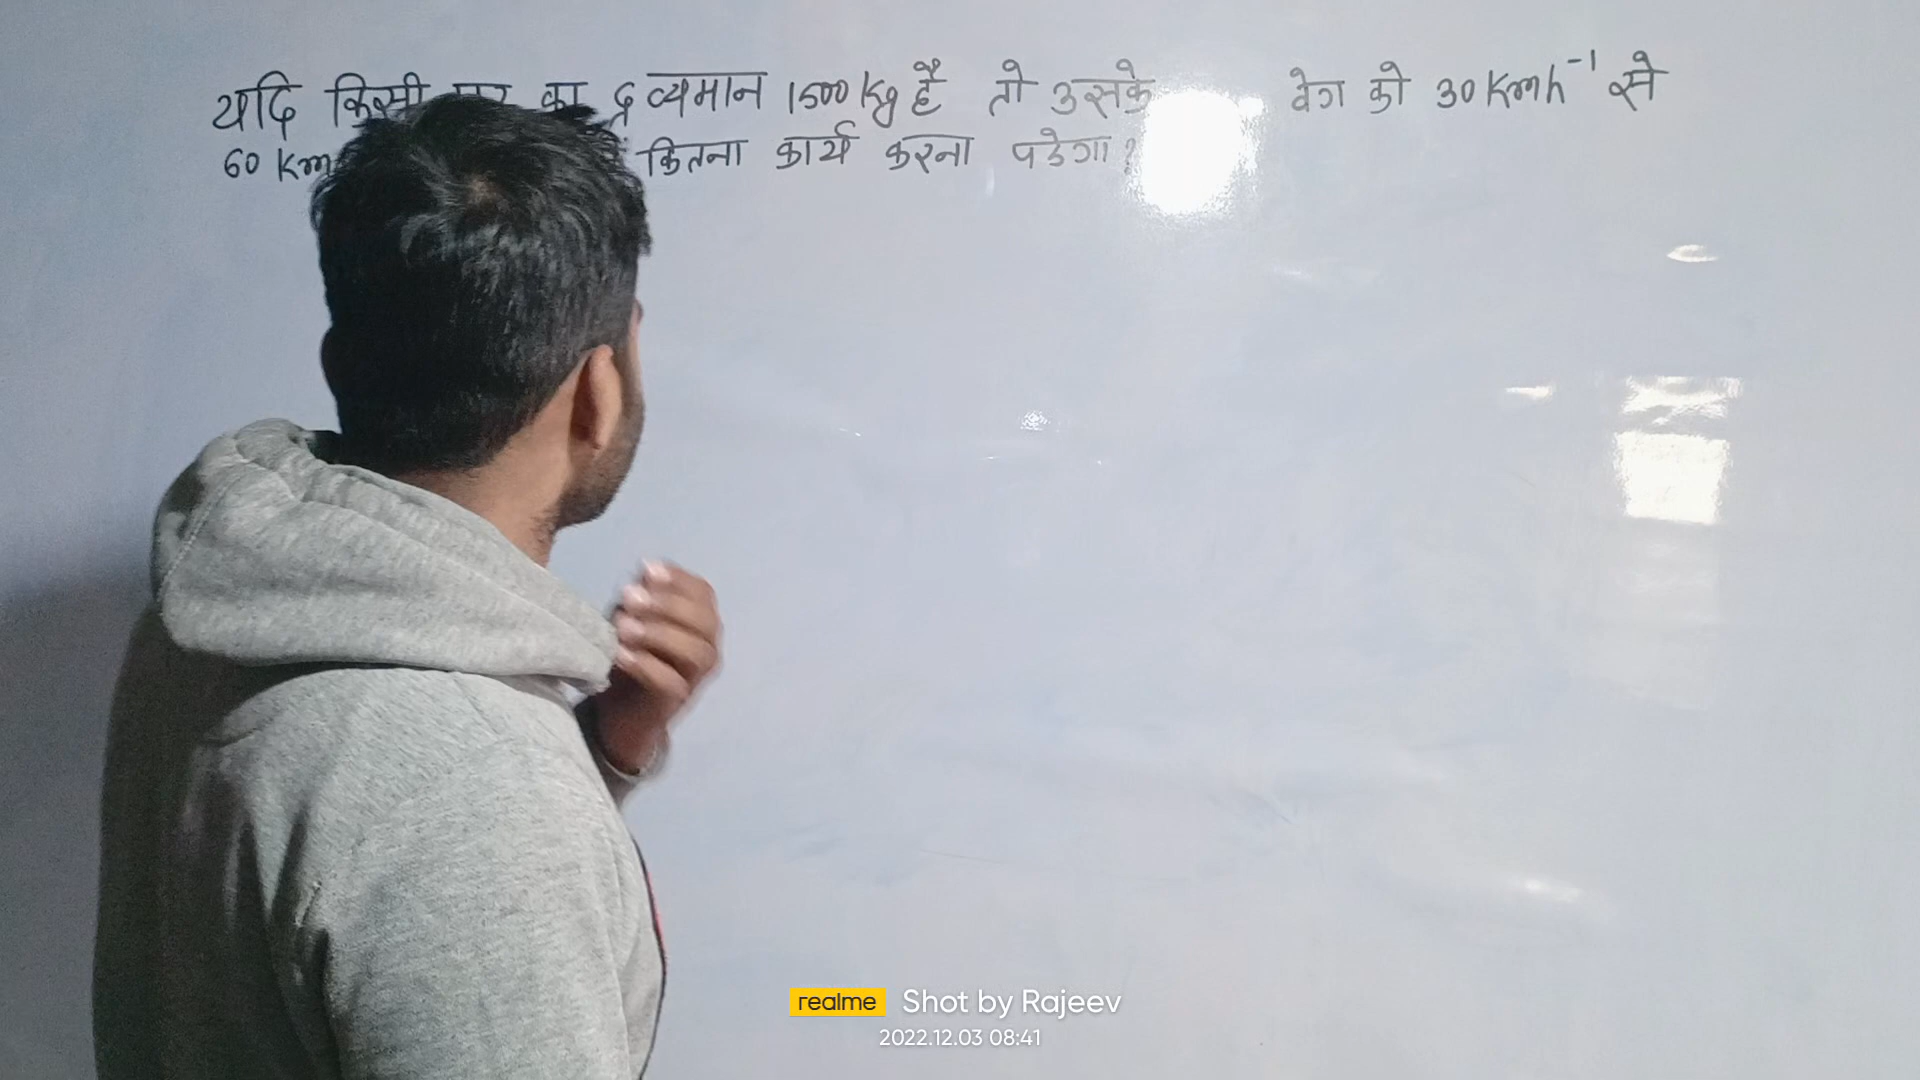 यदि किसी का द्रव्यमान 1500 kg है तो उसके वेग को 30 Kmh⁻¹ से
60 Km कितना कार्य करना पडेगा?
realme Shot by Rajeev
2022.12.03 08:41